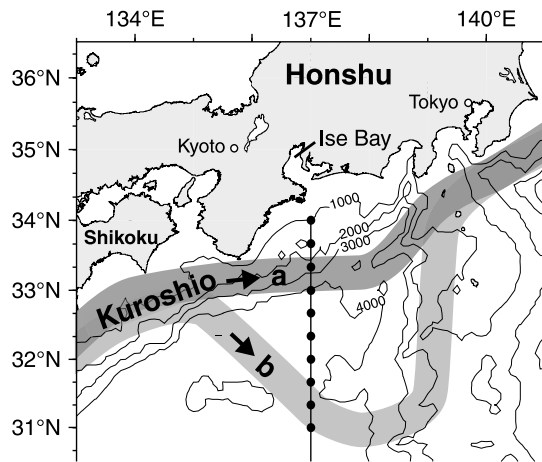 134°E 137°E 140°E
36°N
Honshu
Tokyo
Kyoto
Ise Bay
35°N
1000
34°N
2000
Shikoku
3000
33°N
Kuroshio
a
4000
32°N
b
31°N